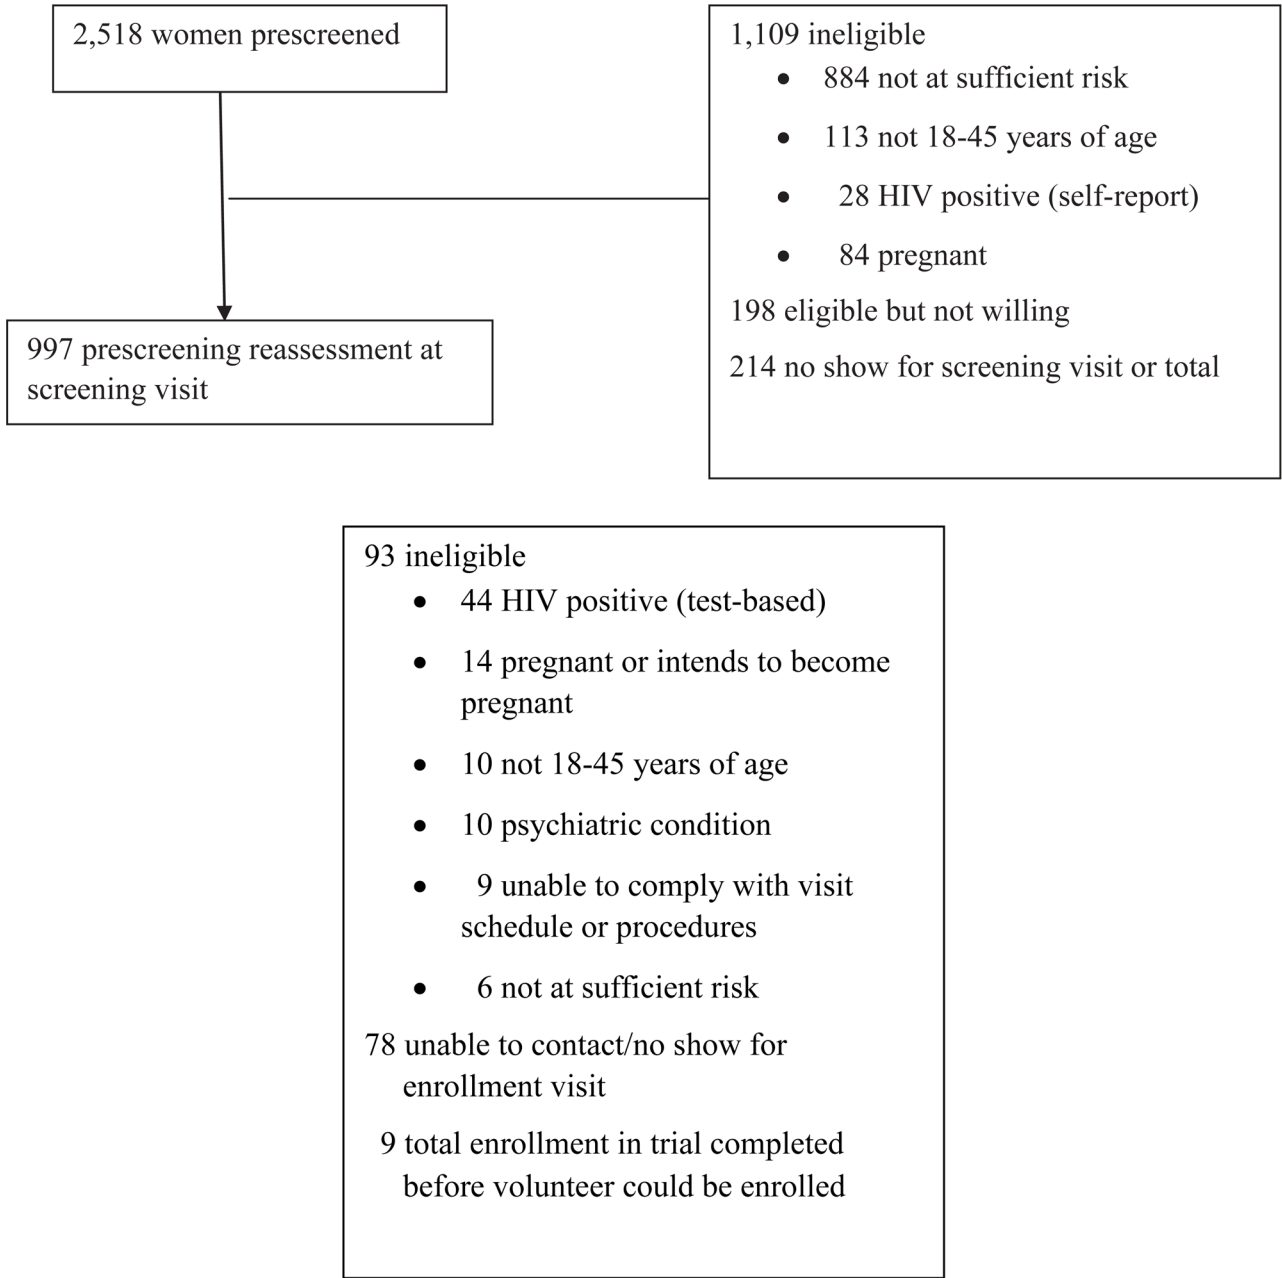 2,518 women prescreened
1,109 ineligible
• 884 not at sufficient risk
• 113 not 18-45 years of age
• 28 HIV positive (self-report)
• 84 pregnant
198 eligible but not willing
214 no show for screening visit or total
997 prescreening reassessment at
screening visit
93 ineligible
• 44 HIV positive (test-based)
• 14 pregnant or intends to become
pregnant
• 10 not 18-45 years of age
• 10 psychiatric condition
• 9 unable to comply with visit
schedule or procedures
• 6 not at sufficient risk
78 unable to contact/no show for
enrollment visit
9 total enrollment in trial completed
before volunteer could be enrolled